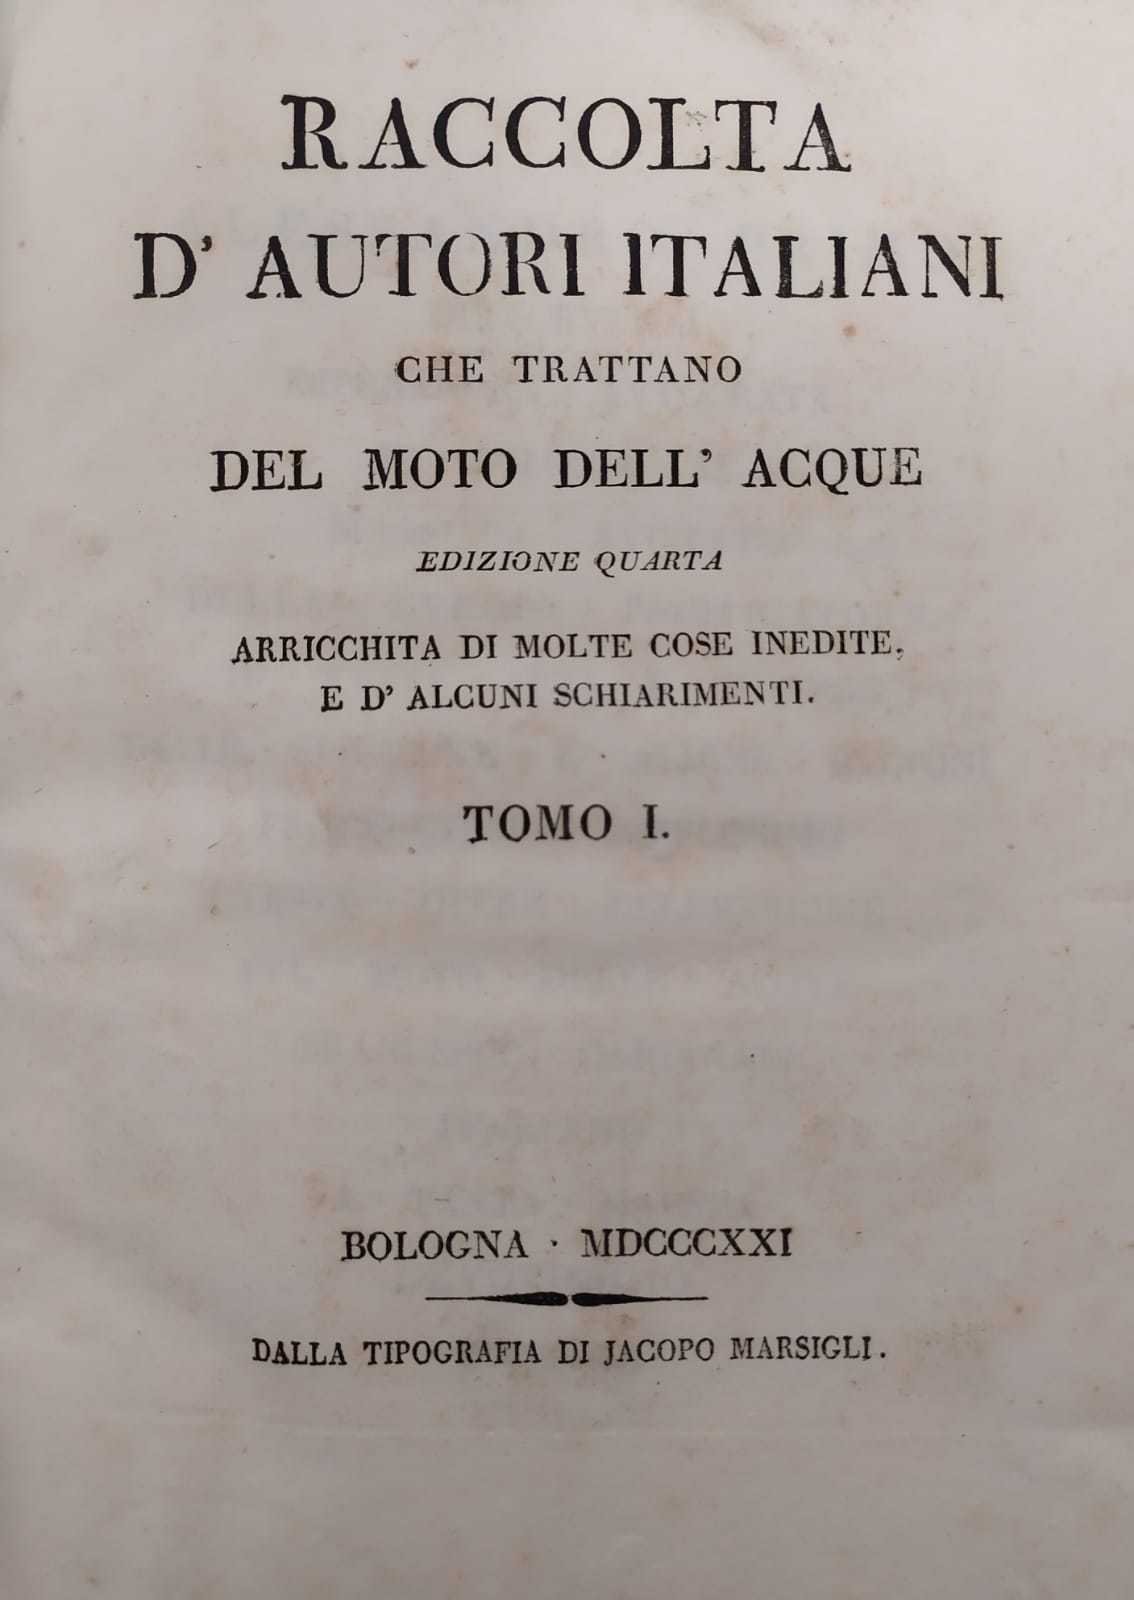 RACCOLTA
D' AUTORI ITALIANI
CHE TRATTANO
DEL MOTO DELL' ACQUE
EDIZIONE QUARTA
ARRICCHITA DI MOLTE COSE INEDITE,
E D' ALCUNI SCHIARIMENTI.
TOMO I.
BOLOGNA · MDCCCXXI
DALLA TIPOGRAFIA DI JACOPO MARSIGLI.